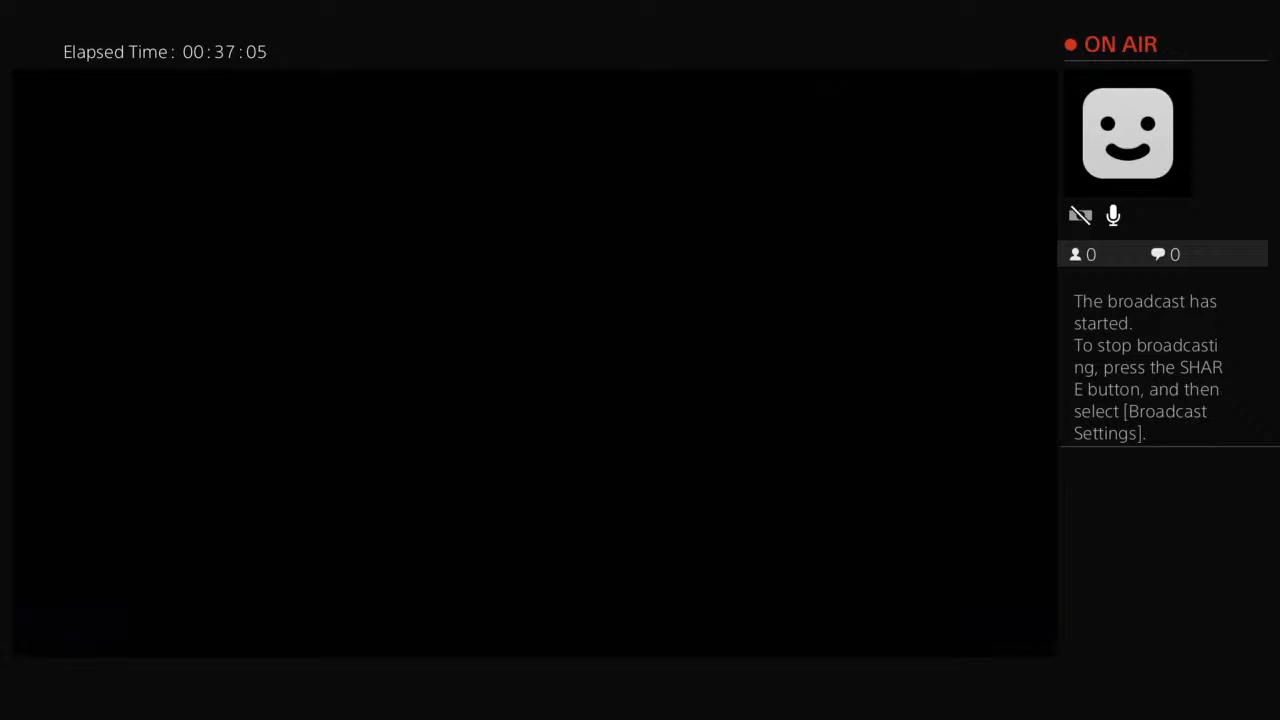 Elapsed Time: 00:37:05
ON AIR
0 0
The broadcast has
started.
To stop broadcasti
ng, press the SHAR
E button, and then
select [Broadcast
Settings].